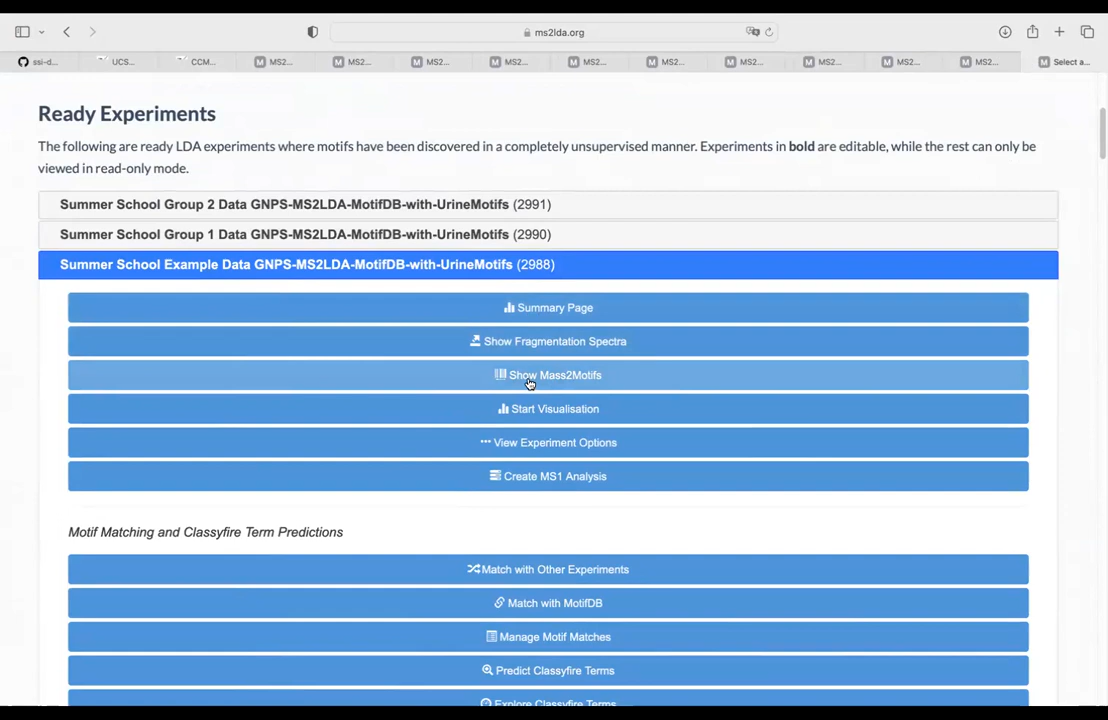 ms2lda.org
ssi-d...
UCS...
CCM...
MS2...
MS2...
MS2...
MS2...
MS2...
MS2...
MS2...
MS2...
MS2...
MS2...
Select a...
Ready Experiments
The following are ready LDA experiments where motifs have been discovered in a completely unsupervised manner. Experiments in bold are editable, while the rest can only be
viewed in read-only mode.
Summer School Group 2 Data GNPS-MS2LDA-MotifDB-with-UrineMotifs (2991)
Summer School Group 1 Data GNPS-MS2LDA-MotifDB-with-UrineMotifs (2990)
Summer School Example Data GNPS-MS2LDA-MotifDB-with-UrineMotifs (2988)
Summary Page
Show Fragmentation Spectra
Show Mass2Motifs
Start Visualisation
View Experiment Options
Create MS1 Analysis
Motif Matching and Classyfire Term Predictions
Match with Other Experiments
Match with MotifDB
Manage Motif Matches
Predict Classyfire Terms
Explore Classyfire Terms